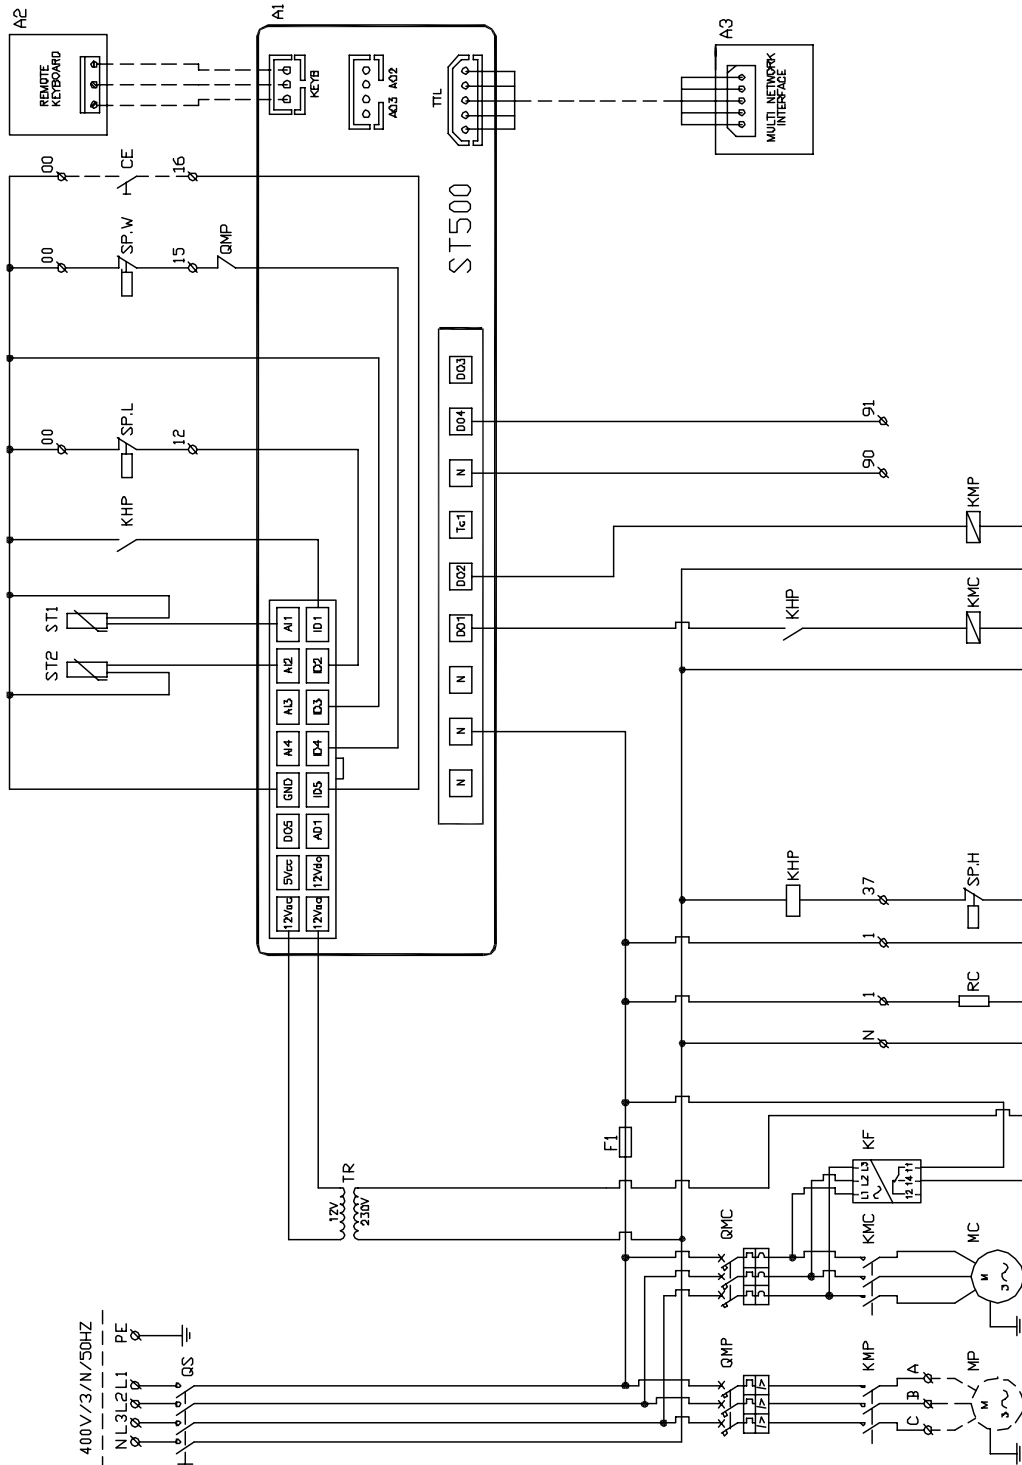 A2
REMOTE
KEYBOARD
A1
KEYB
AO3 AO2
TTL
A3
MULTI NETWORK
INTERFACE
00
CE
16
00
SP.W
15
QMP
ST500
00
SP.L
12
KHP
ST1
ST2
AI1
AI2
AI3
AI4
GND
DO5
5Vcc
12Vac
ID1
ID2
ID3
ID4
ID5
AD1
12Vdc
12Vac
DO3
DO4
N
Tc1
DO2
DO1
N
N
N
91
90
KMP
KHP
KMC
KHP
37
SP.H
1
1
RC
N
F1
TR
12V
230V
KF
L1 L2 L3
12 14 11
QMC
KMC
MC
M
3
400V/3/N/50HZ
N L3 L2 L1 PE
QS
QMP
KMP
A
B
C
MP
M
3